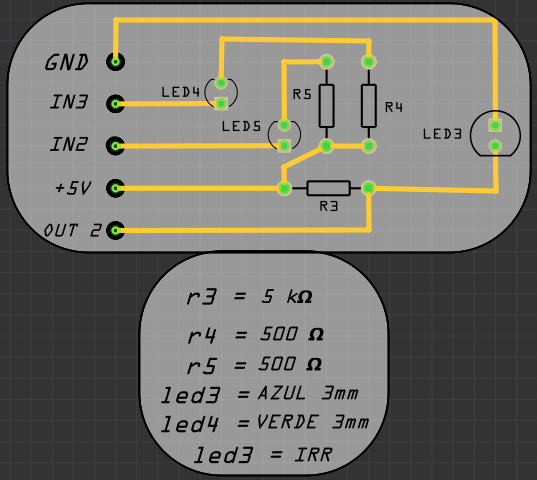 GND
IN3
IN2
+5V
OUT 2
LED4
LED5
R5
R4
LED3
R3
r3 = 5 kΩ
r4 = 500 Ω
r5 = 500 Ω
led3 = AZUL 3mm
led4 = VERDE 3mm
led3 = IRR